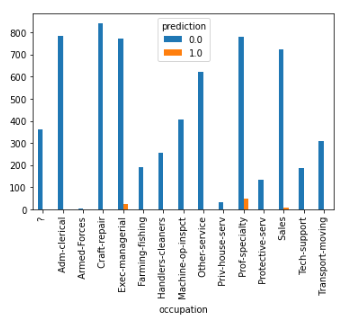 prediction
0.0
1.0
800
700
600
500
400
300
200
100
0
?
Adm-clerical
Armed-Forces
Craft-repair
Exec-managerial
Farming-fishing
Handlers-cleaners
Machine-op-inspct
Other-service
Priv-house-serv
Prof-specialty
Protective-serv
Sales
Tech-support
Transport-moving
occupation